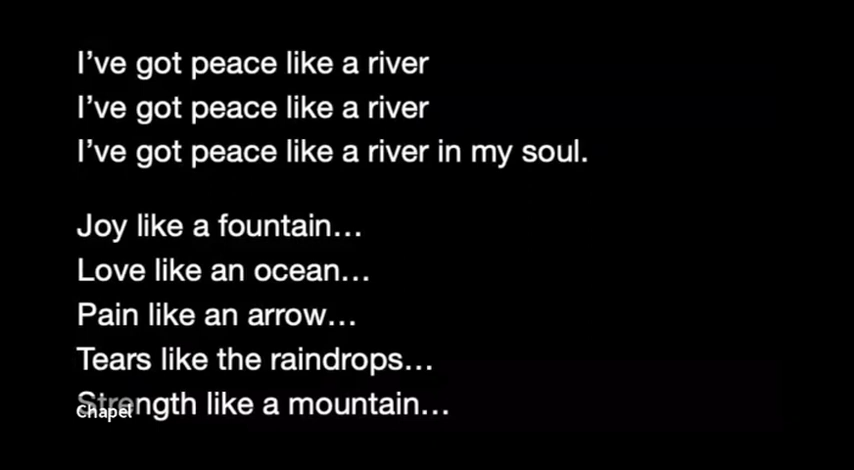 I’ve got peace like a river
I’ve got peace like a river
I’ve got peace like a river in my soul.
Joy like a fountain…
Love like an ocean…
Pain like an arrow…
Tears like the raindrops…
Strength like a mountain…
Chapel